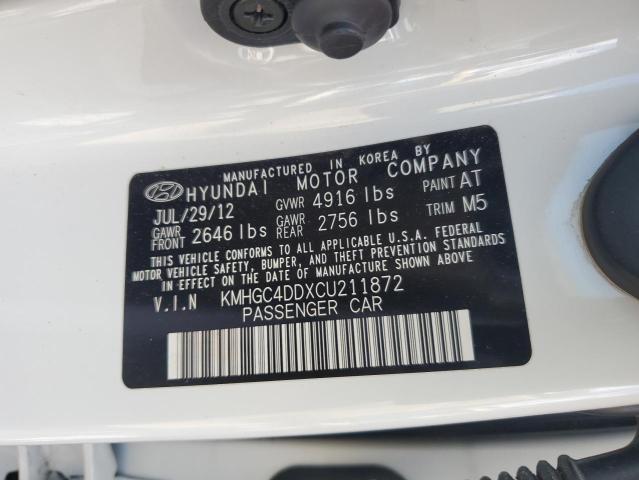 MANUFACTURED IN KOREA BY
HYUNDAI MOTOR COMPANY
JUL/29/12 GVWR 4916 lbs PAINT AT
GAWR FRONT 2646 lbs GAWR REAR 2756 lbs TRIM M5
THIS VEHICLE CONFORMS TO ALL APPLICABLE U.S.A. FEDERAL
MOTOR VEHICLE SAFETY, BUMPER, AND THEFT PREVENTION
STANDARDS IN EFFECT ON THE DATE OF MANUFACTURE SHOWN ABOVE.
V.I.N KMHGC4DDXCU211872
PASSENGER CAR